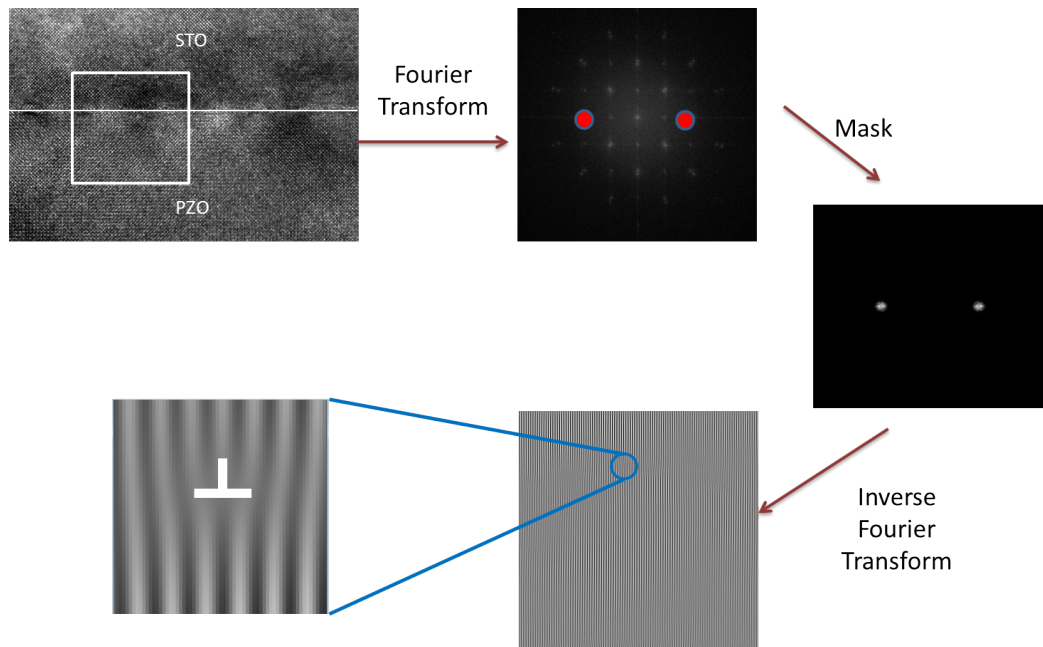 STO
PZO
Fourier
Transform
Mask
Inverse
Fourier
Transform